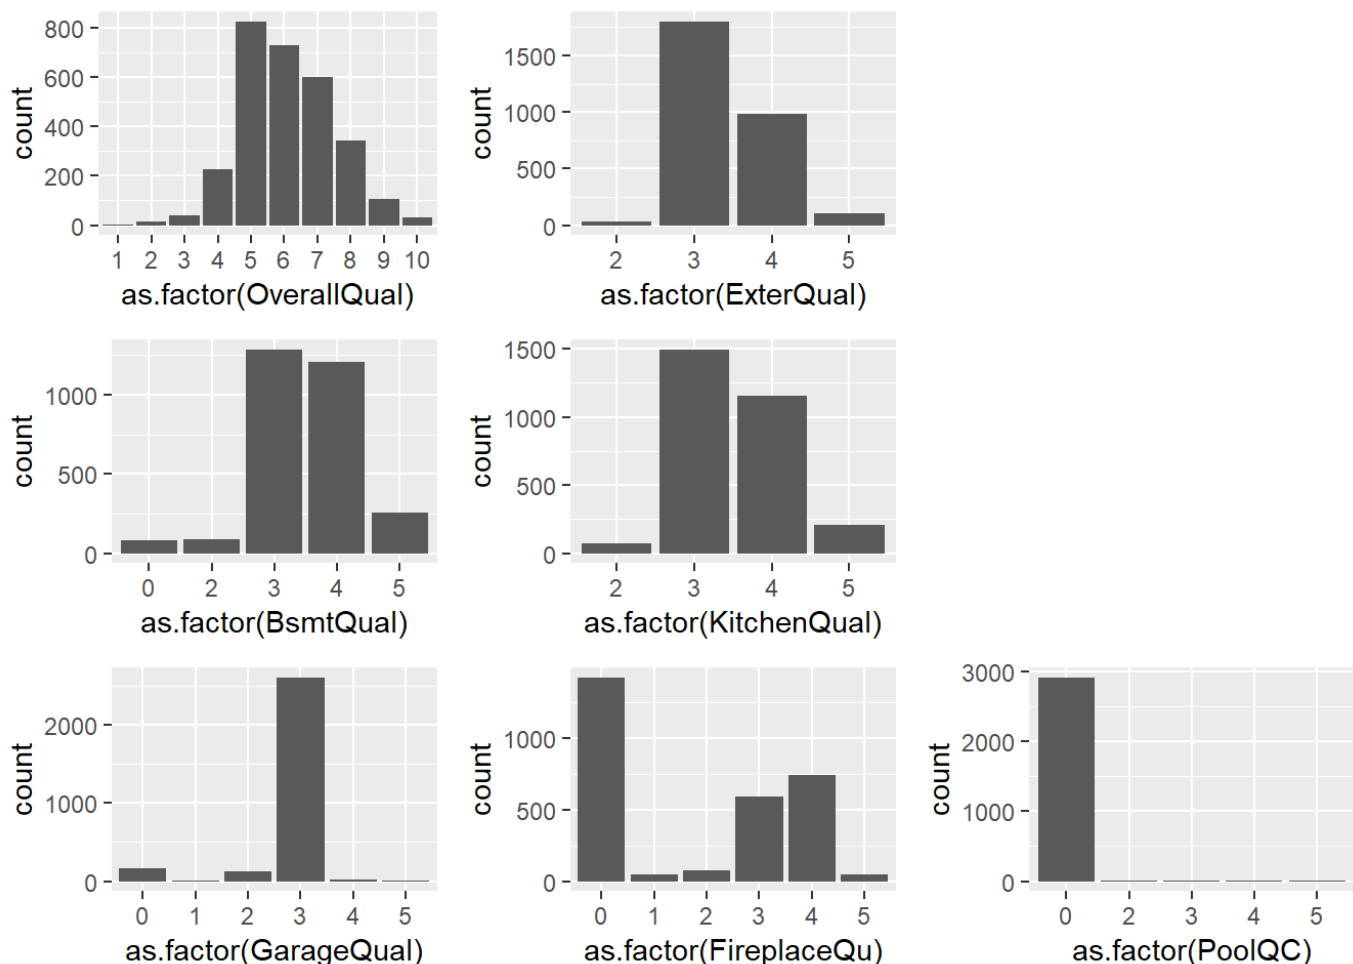 800
600
400
200
0
count
1 2 3 4 5 6 7 8 9 10
as.factor(OverallQual)
1500
1000
500
0
count
2 3 4 5
as.factor(ExterQual)
1000
500
0
count
0 2 3 4 5
as.factor(BsmtQual)
1500
1000
500
0
count
2 3 4 5
as.factor(KitchenQual)
2000
1000
0
count
0 1 2 3 4 5
as.factor(GarageQual)
1000
500
0
count
0 1 2 3 4 5
as.factor(FireplaceQu)
3000
2000
1000
0
count
0 2 3 4 5
as.factor(PoolQC)